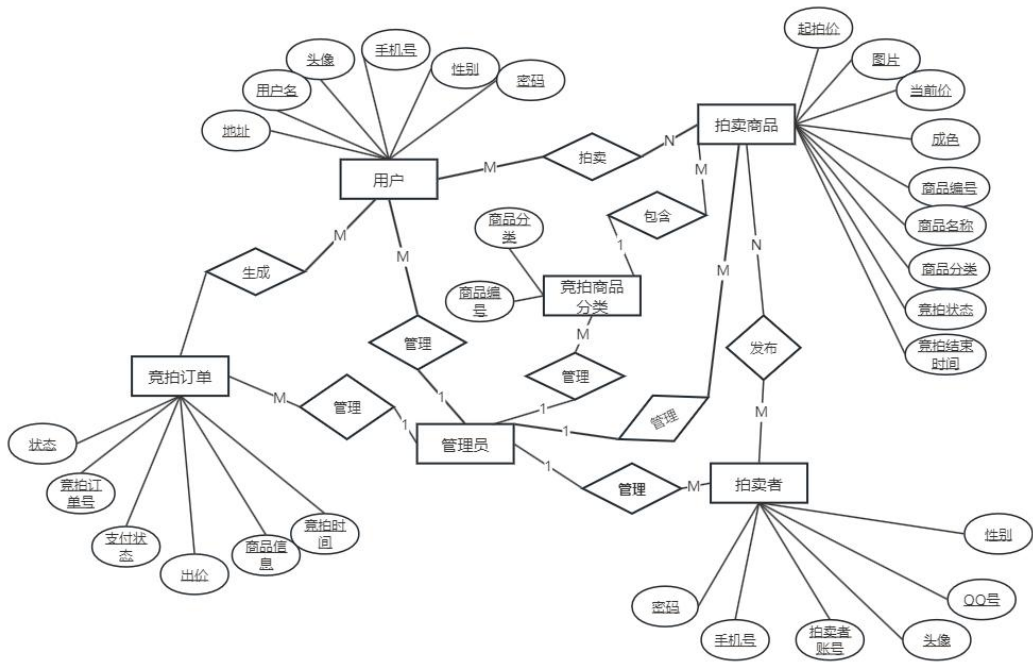 起拍价
手机号
头像
图片
性别
密码
用户名
当前价
拍卖商品
地址
成色
拍卖
M
N
用户
M
商品编号
包含
商品分
类
商品名称
M
生成
M
M
N
1
商品分类
竞拍商品
分类
商品编
号
竞拍状态
M
管理
发布
竞拍结束
时间
竞拍订单
管理
M
管理
1
1
M
管理
1
1
管理员
1
状态
管理
M
拍卖者
竞拍订
单号
支付状
态
出价
商品信
息
竞拍时
间
性别
密码
手机号
拍卖者
账号
头像
QQ号